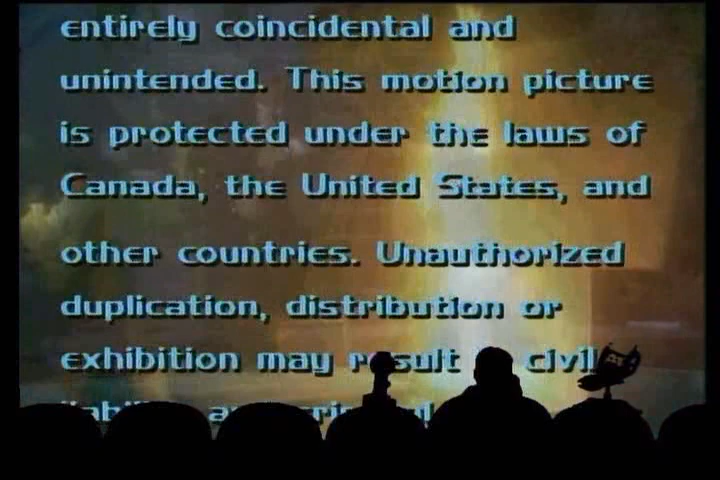 entirely coincidental and
unintended. This motion picture
is protected under the laws of
Canada, the United States, and
other countries. Unauthorized
duplication, distribution or
exhibition may result civil